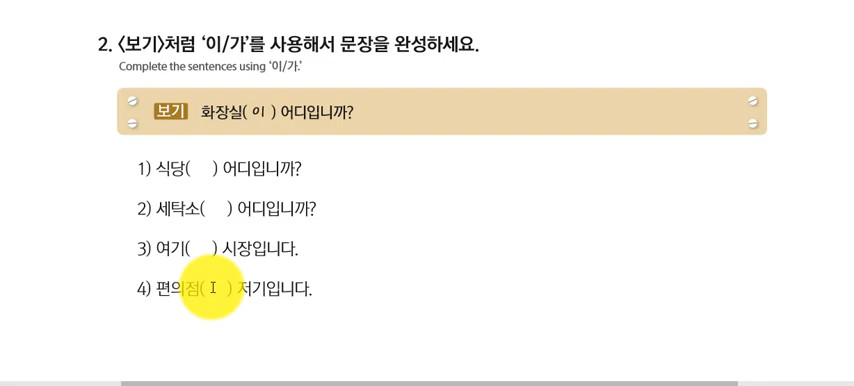 2. 〈보기〉처럼 ‘이/가’를 사용해서 문장을 완성하세요.
Complete the sentences using ‘이/가.’
보기 화장실( 이 ) 어디입니까?
1) 식당( ) 어디입니까?
2) 세탁소( ) 어디입니까?
3) 여기( ) 시장입니다.
4) 편의점( ) 저기입니다.